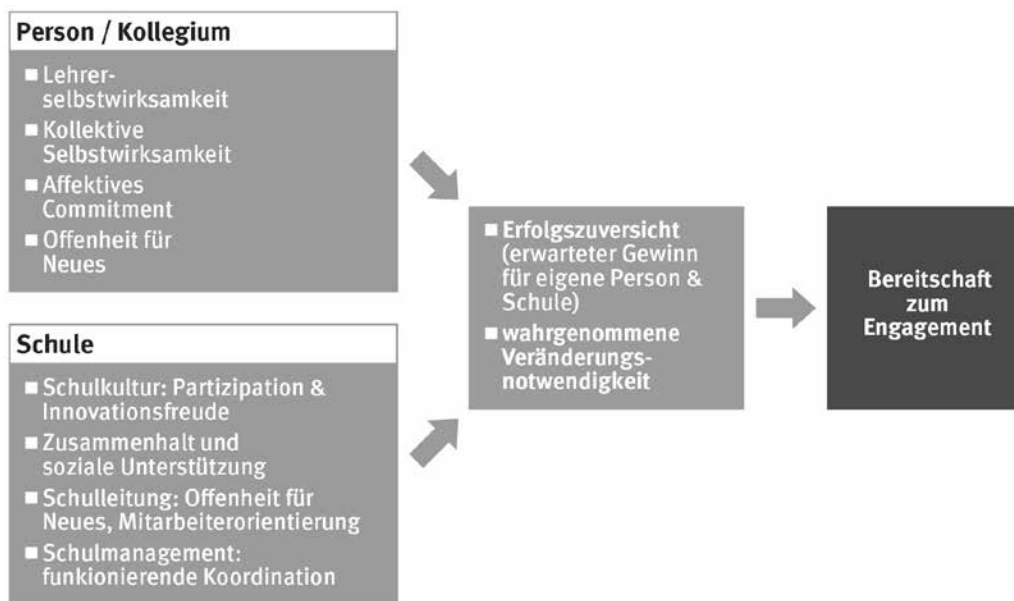 Person / Kollegium
■ Lehrer-
selbstwirksamkeit
■ Kollektive
Selbstwirksamkeit
■ Affektives
Commitment
■ Offenheit für
Neues
Schule
■ Schulkultur: Partizipation &
Innovationsfreude
■ Zusammenhalt und
soziale Unterstützung
■ Schulleitung: Offenheit für
Neues, Mitarbeiterorientierung
■ Schulmanagement:
funkionierende Koordination
■ Erfolgszuversicht
(erwarteter Gewinn
für eigene Person &
Schule)
■ wahrgenommene
Veränderungs-
notwendigkeit
Bereitschaft
zum
Engagement